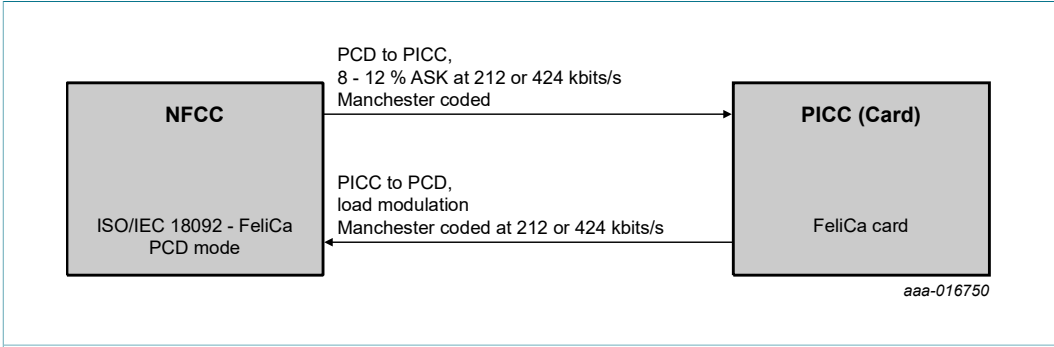 PCD to PICC,
8 - 12 % ASK at 212 or 424 kbits/s
Manchester coded
NFCC
PICC (Card)
PICC to PCD,
load modulation
Manchester coded at 212 or 424 kbits/s
ISO/IEC 18092 - FeliCa
PCD mode
FeliCa card
aaa-016750